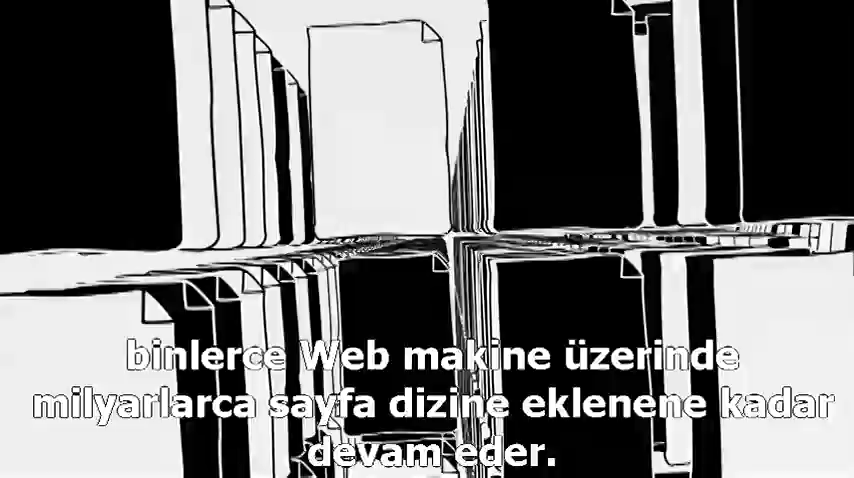 binlerce Web makine üzerinde
milyarlarca sayfa dizine eklenene kadar
devam eder.